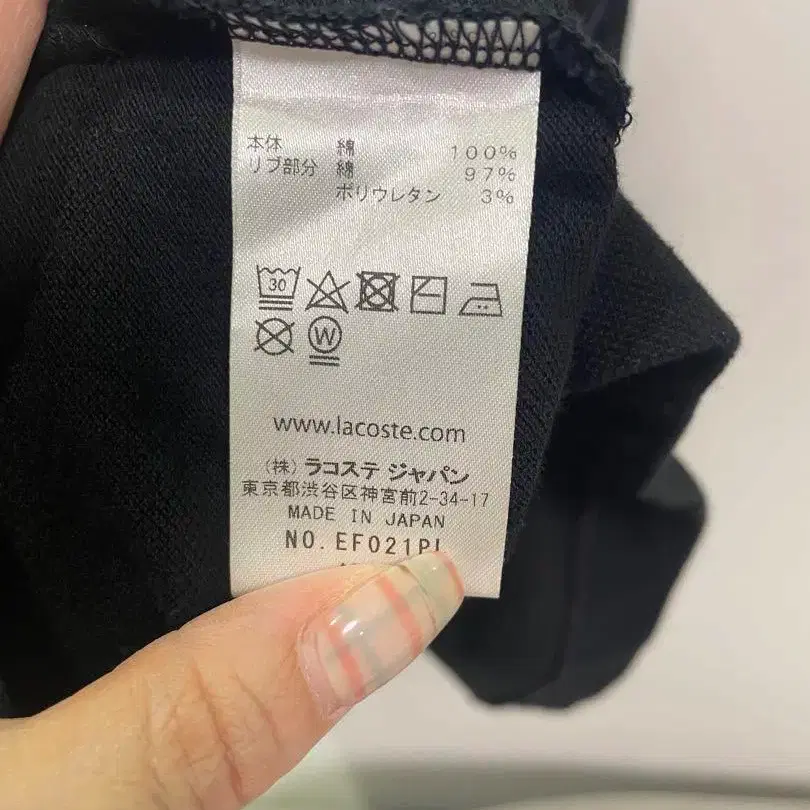 本体 綿 100%
リブ部分 綿 97%
ポリウレタン 3%
30
W
www.lacoste.com
(株) ラコステ ジャパン
東京都渋谷区神宮前2-34-17
MADE IN JAPAN
NO. EF021PL